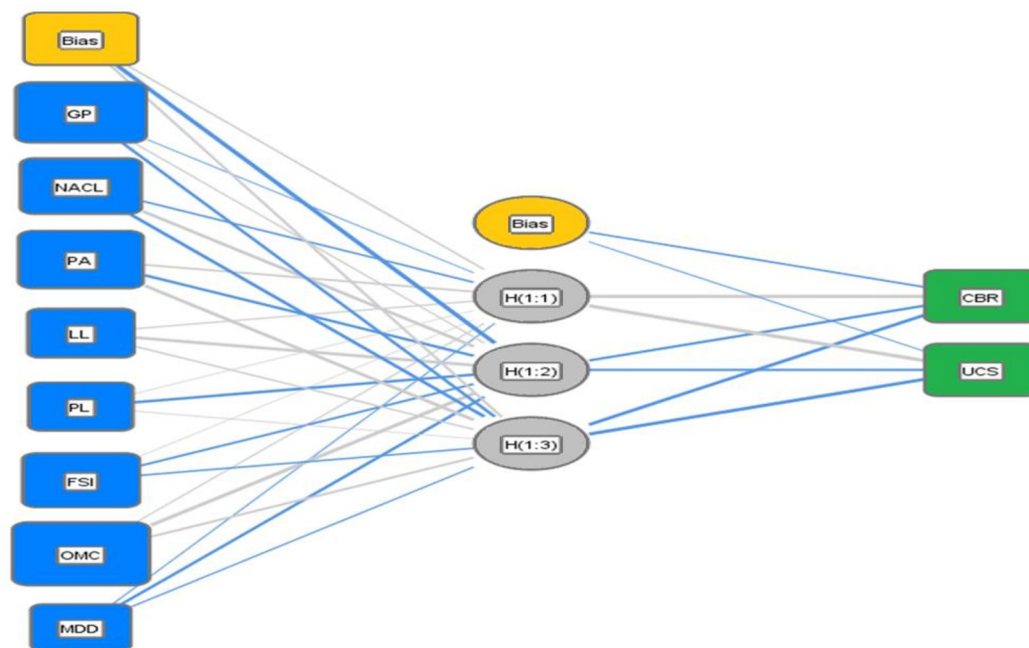 Bias
GP
NACL
PA
LL
PL
FSI
OMC
MDD
Bias
H(1:1)
H(1:2)
H(1:3)
CBR
UCS